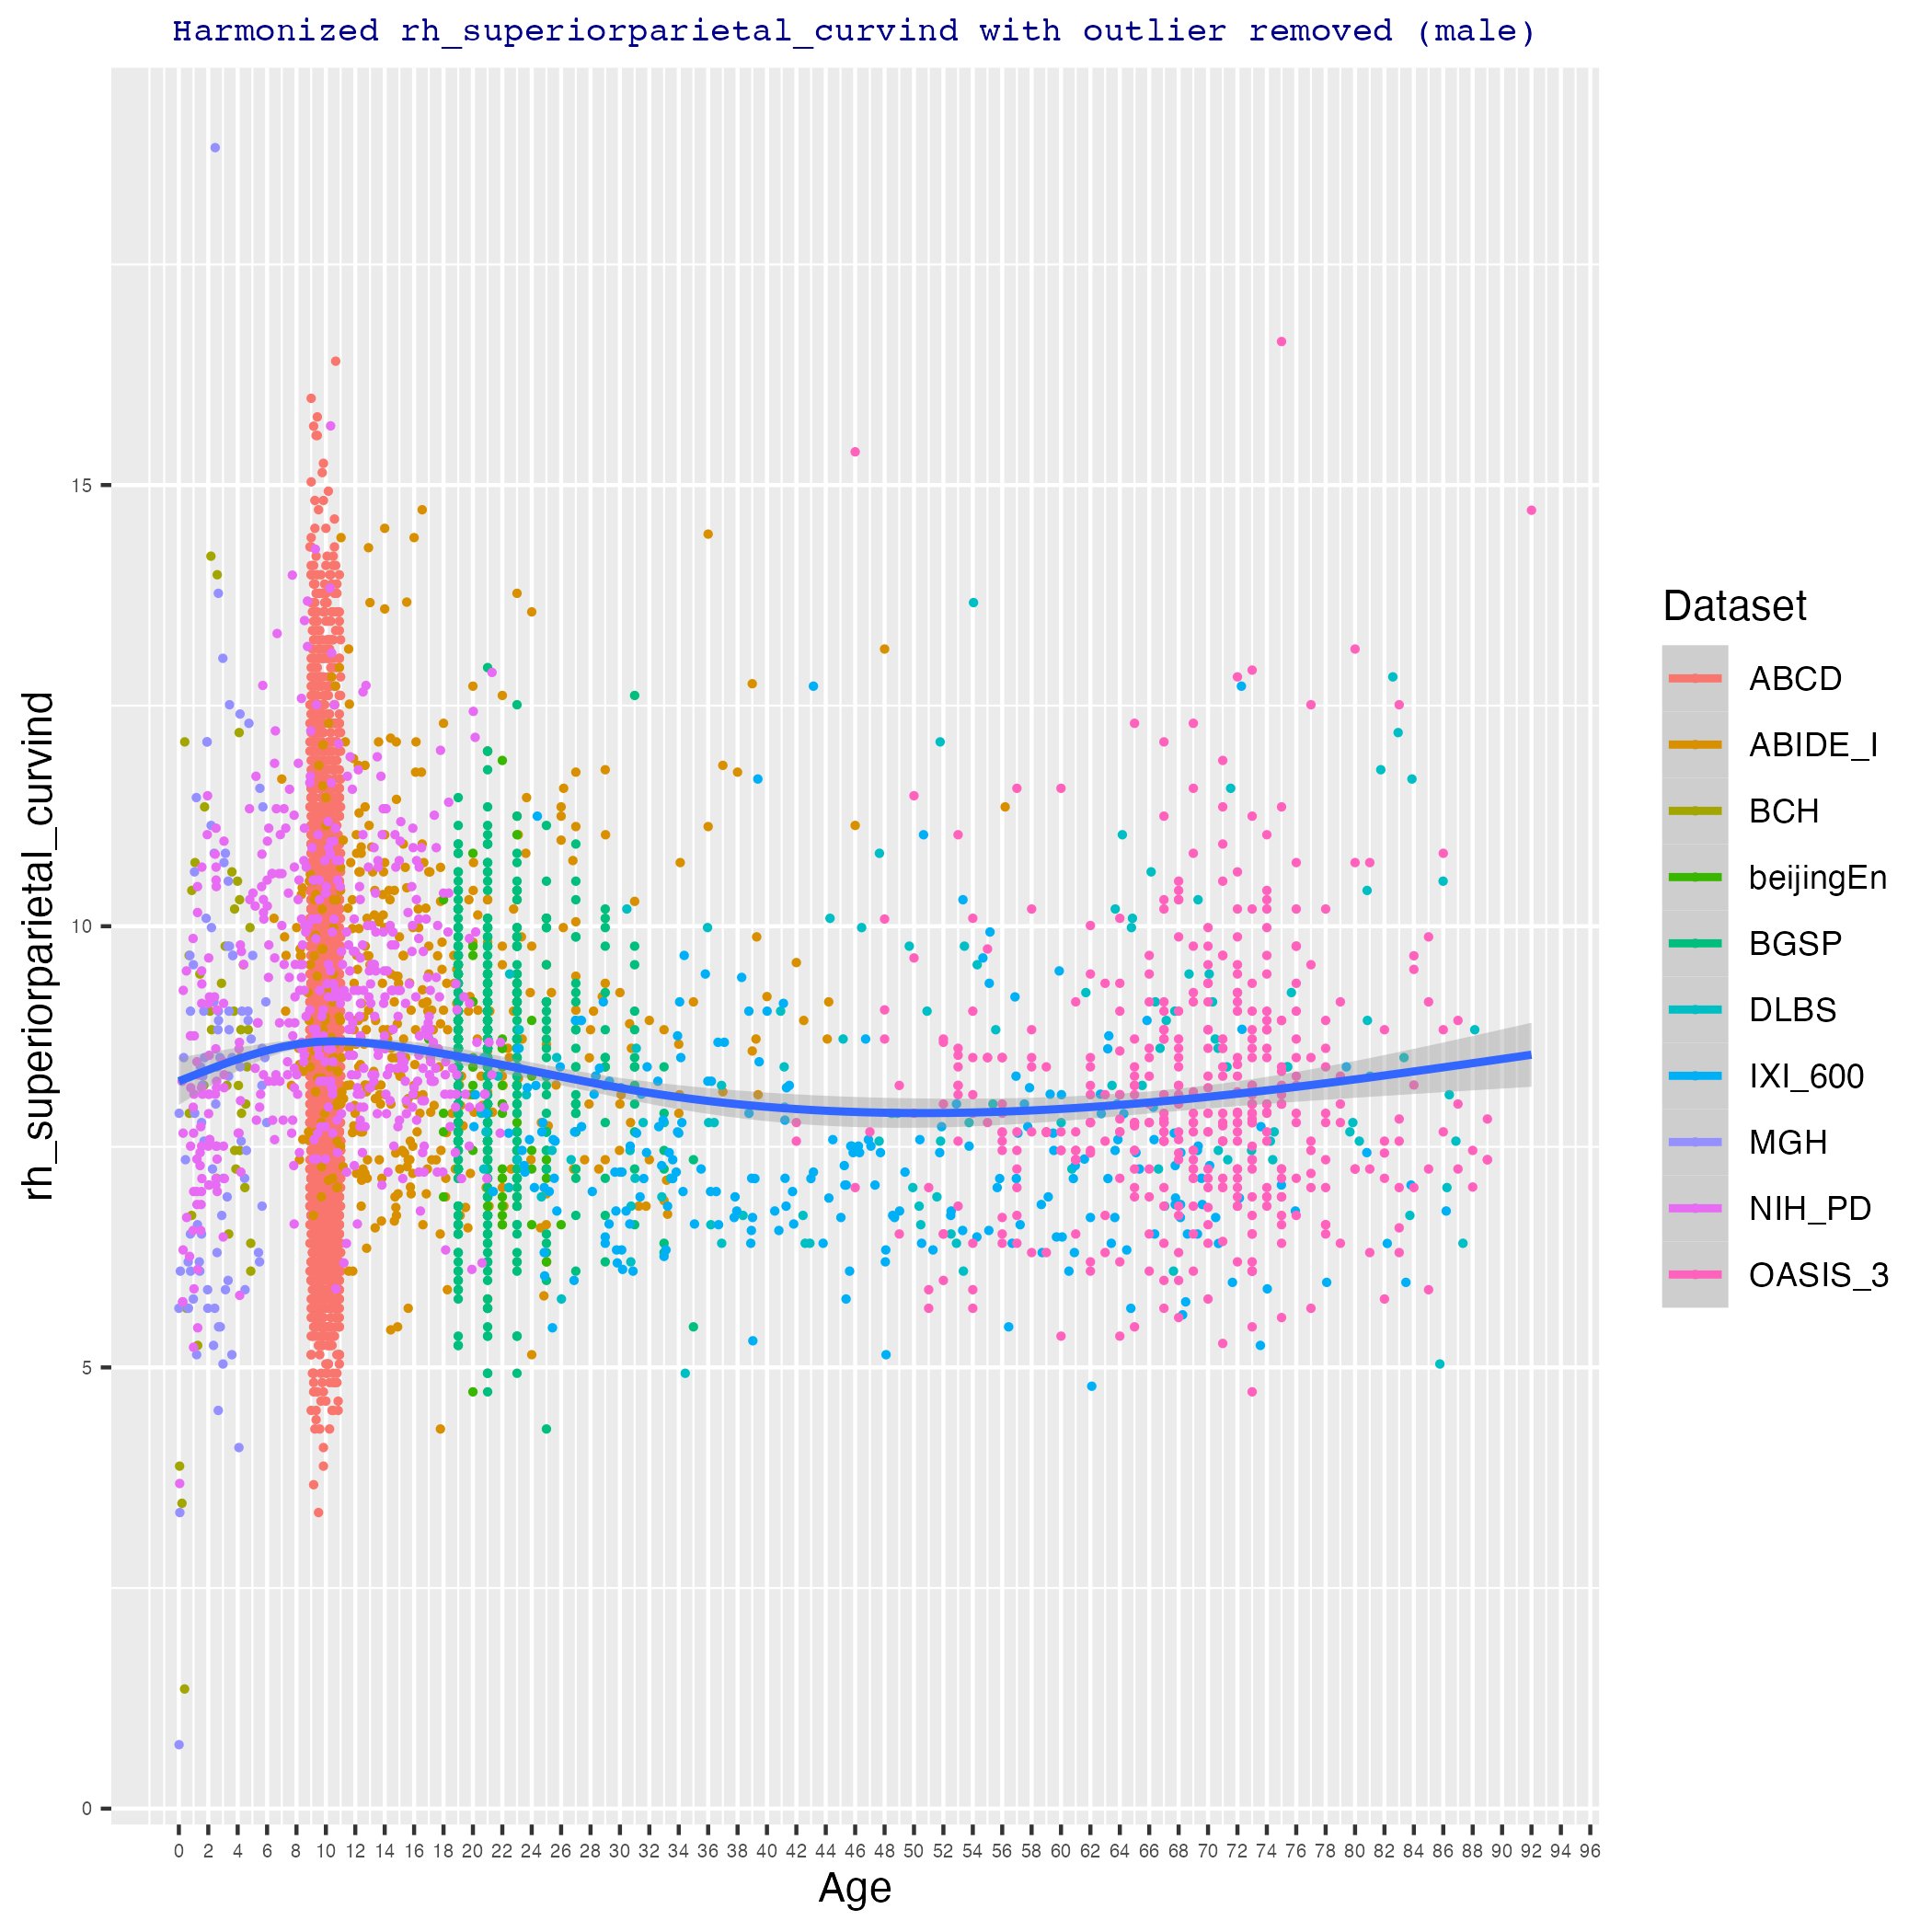 Harmonized rh_superiorparietal_curvind with outlier removed (male)
rh_superiorparietal_curvind
15
10
5
0
0 2 4 6 8 10 12 14 16 18 20 22 24 26 28 30 32 34 36 38 40 42 44 46 48 50 52 54 56 58 60 62 64 66 68 70 72 74 76 78 80 82 84 86 88 90 92 94 96
Age
Dataset
ABCD
ABIDE_I
BCH
beijingEn
BGSP
DLBS
IXI_600
MGH
NIH_PD
OASIS_3